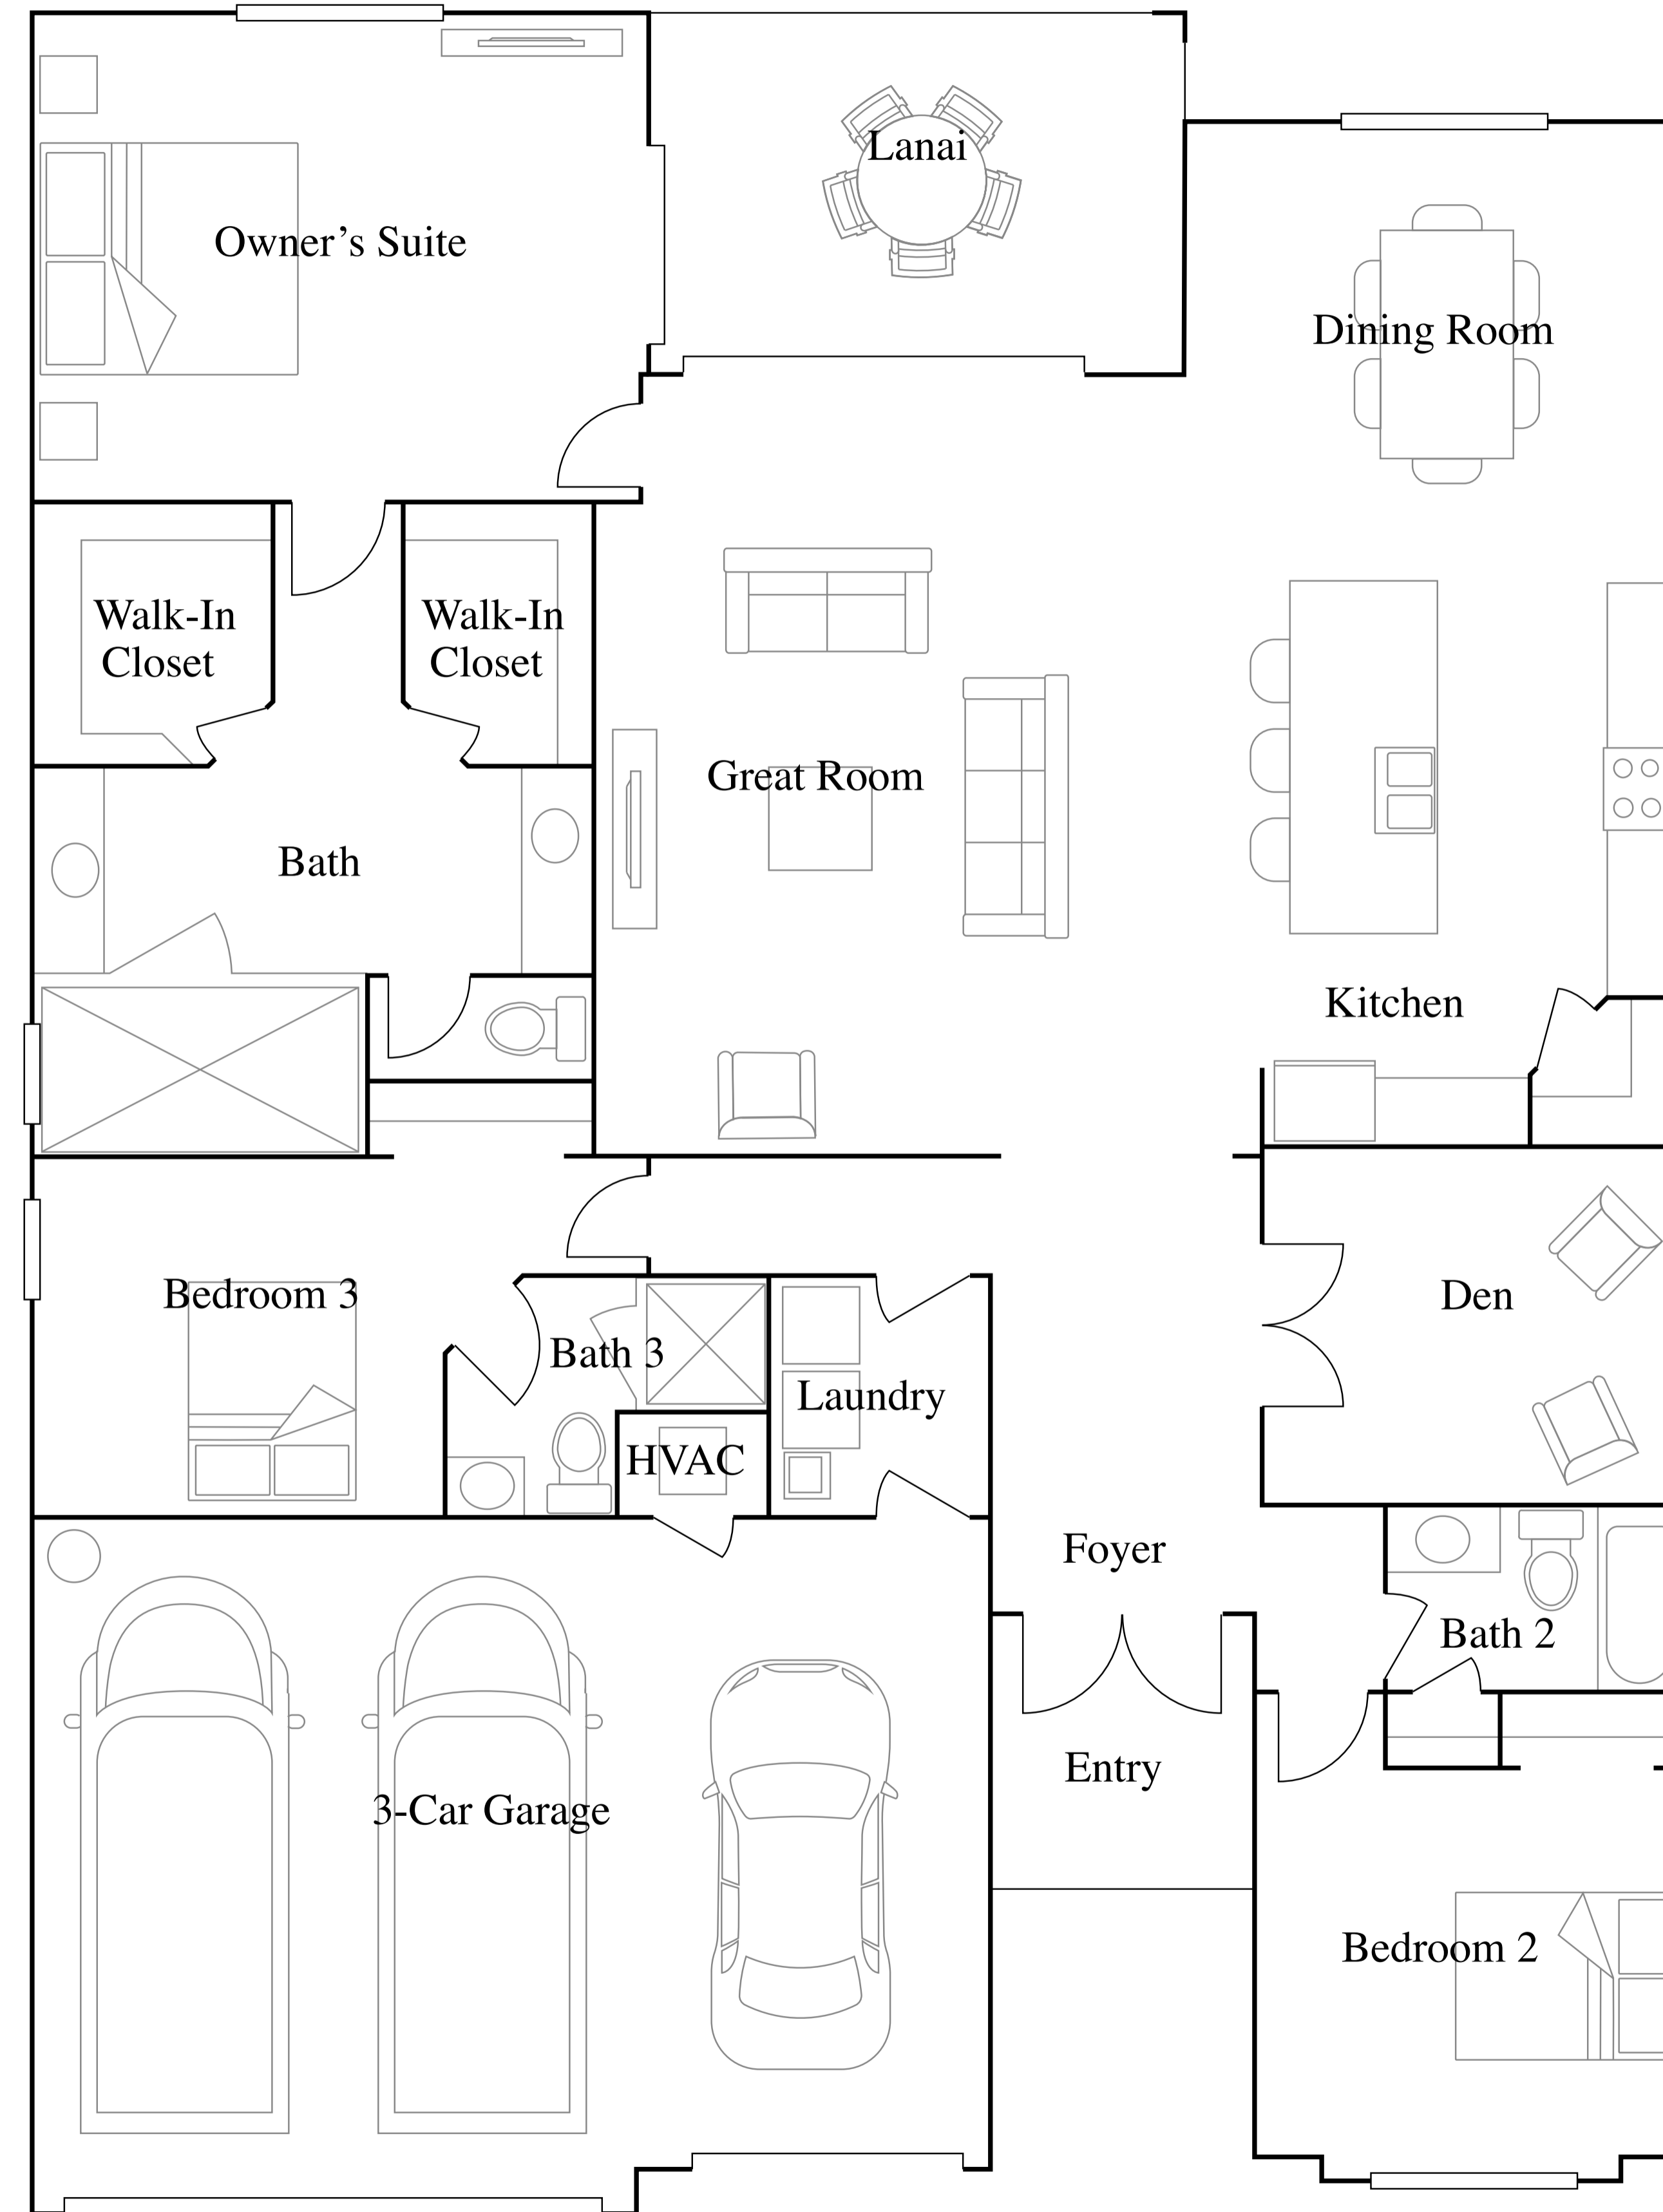 Lanai
Owner's Suite
Dining Room
Walk-In
Closet
Walk-In
Closet
Great Room
Bath
Kitchen
Bedroom 3
Den
Bath 3
Laundry
HVAC
Foyer
Bath 2
Entry
3-Car Garage
Bedroom 2